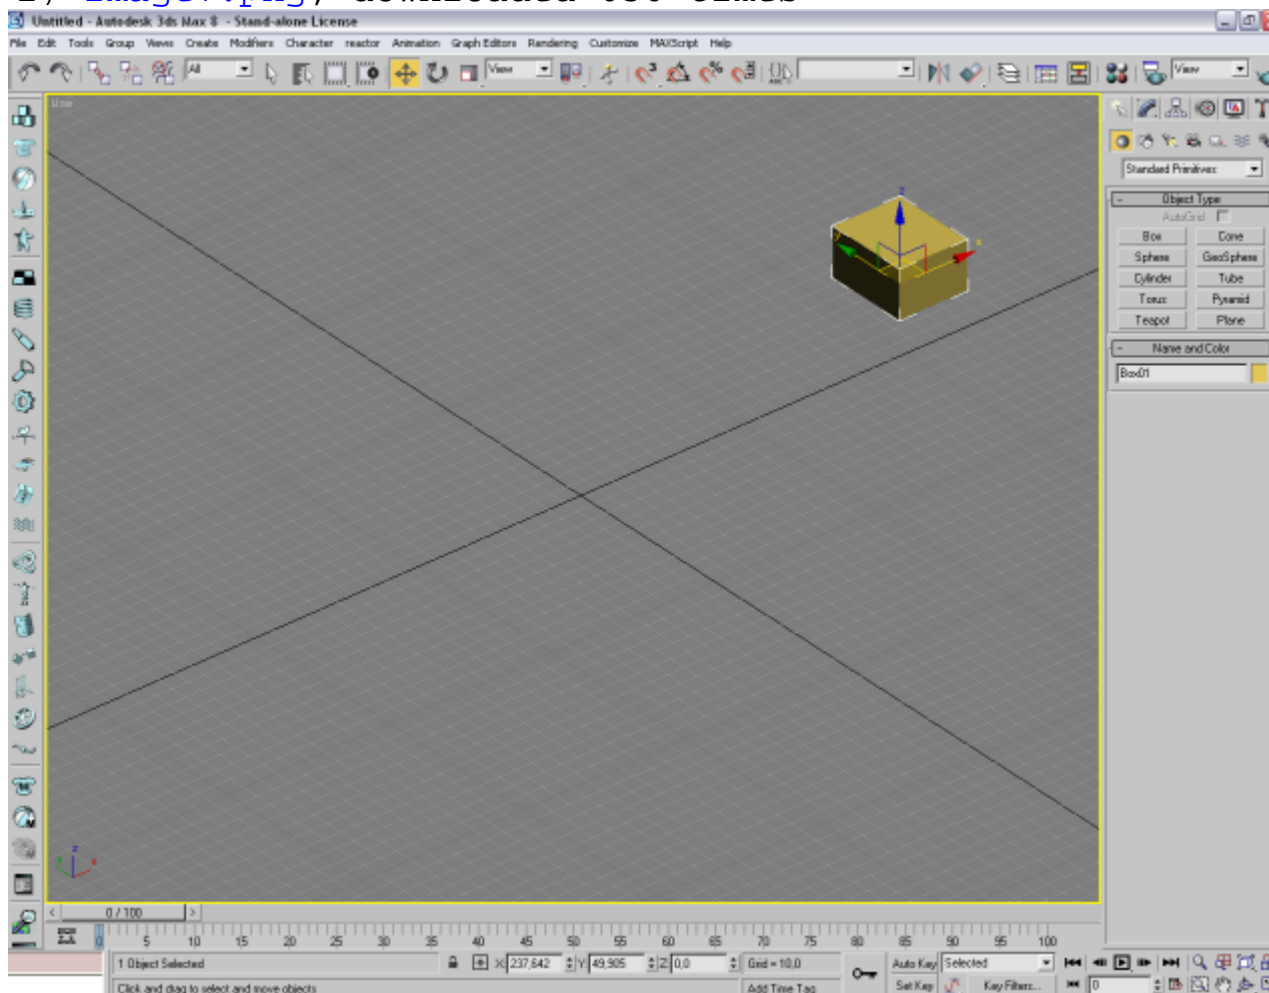 Untitled - Autodesk 3ds Max 8 - Stand-alone License
File Edit Tools Group Views Create Modifiers Character reactor Animation Graph Editors Rendering Customize MAXScript Help
All View View
User
Standard Primitives
- Object Type
AutoGrid
Box Cone
Sphere GeoSphere
Cylinder Tube
Torus Pyramid
Teapot Plane
- Name and Color
Box01
z
y
x
z
y x
< 0 / 100 >
0 5 10 15 20 25 30 35 40 45 50 55 60 65 70 75 80 85 90 95 100
1 Object Selected X: 237,642 Y: 49,905 Z: 0,0 Grid = 10,0 Auto Key Selected
Click and drag to select and move objects Add Time Tag Set Key Key Filters... 0